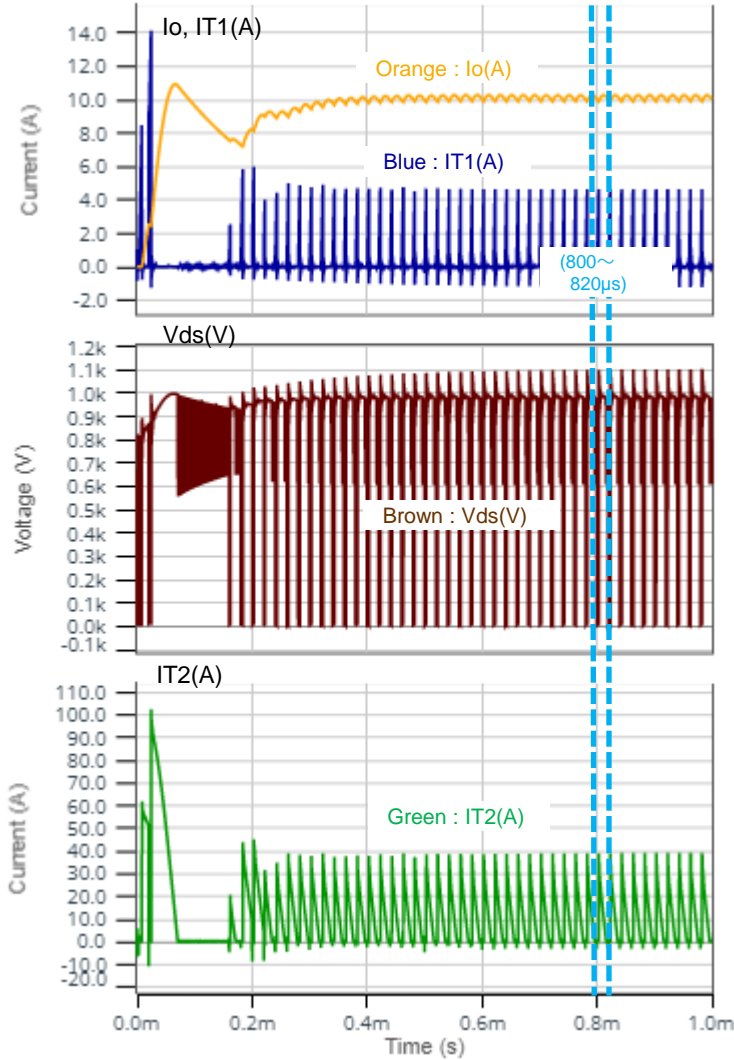 Io, IT1(A)
14.0
12.0
10.0
8.0
6.0
4.0
2.0
0.0
-2.0
Current (A)
Orange : Io(A)
Blue : IT1(A)
(800～
820μs)
Vds(V)
1.2k
1.1k
1.0k
0.9k
0.8k
0.7k
0.6k
0.5k
0.4k
0.3k
0.2k
0.1k
0.0k
-0.1k
Voltage (V)
Brown : Vds(V)
IT2(A)
110.0
100.0
90.0
80.0
70.0
60.0
50.0
40.0
30.0
20.0
10.0
0.0
-10.0
-20.0
Current (A)
Green : IT2(A)
0.0m 0.2m 0.4m 0.6m 0.8m 1.0m
Time (s)